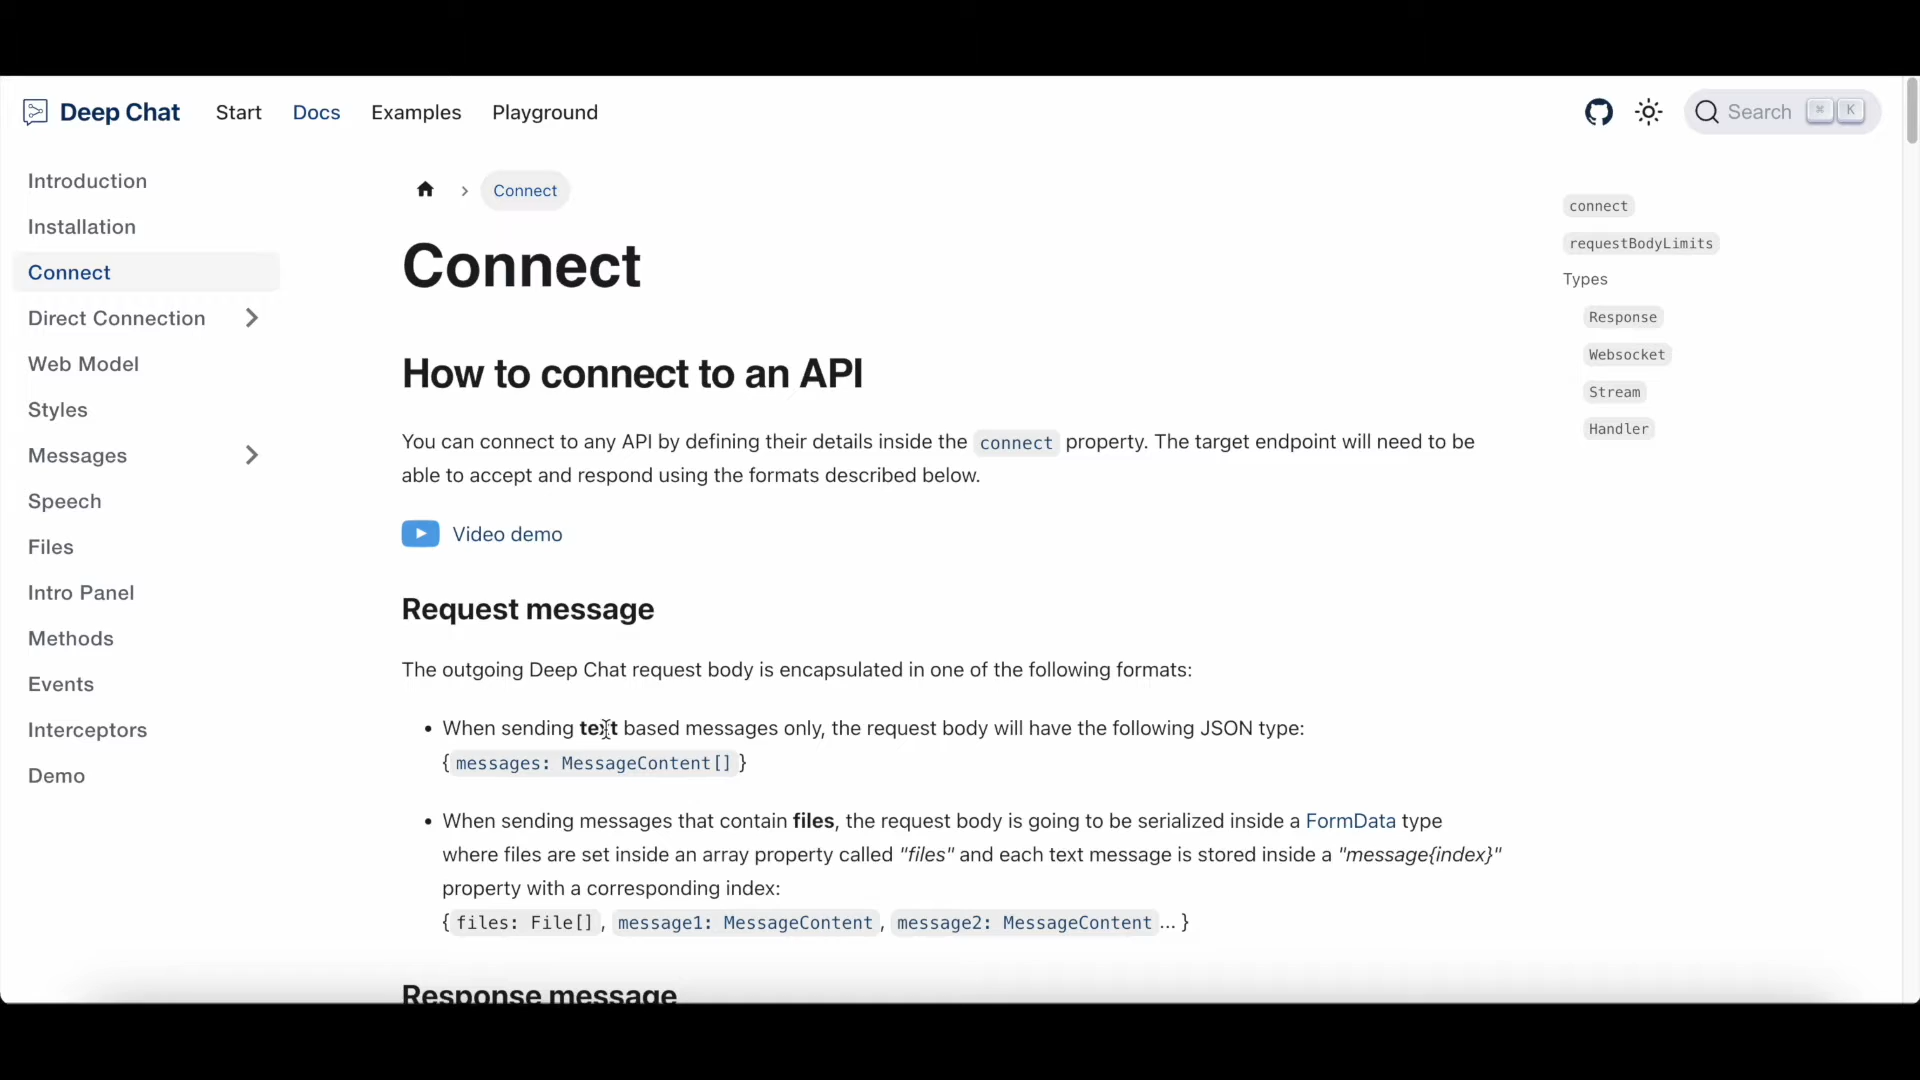 Deep Chat Start Docs Examples Playground Search ⌘ K
Introduction
Installation
Connect
Direct Connection
Web Model
Styles
Messages
Speech
Files
Intro Panel
Methods
Events
Interceptors
Demo
Connect
Connect
How to connect to an API
You can connect to any API by defining their details inside the connect property. The target endpoint will need to be
able to accept and respond using the formats described below.
Video demo
Request message
The outgoing Deep Chat request body is encapsulated in one of the following formats:
• When sending text based messages only, the request body will have the following JSON type:
{messages: MessageContent[]}
• When sending messages that contain files, the request body is going to be serialized inside a FormData type
where files are set inside an array property called "files" and each text message is stored inside a "message{index}"
property with a corresponding index:
{files: File[], message1: MessageContent, message2: MessageContent... }
Response message
connect
requestBodyLimits
Types
Response
Websocket
Stream
Handler